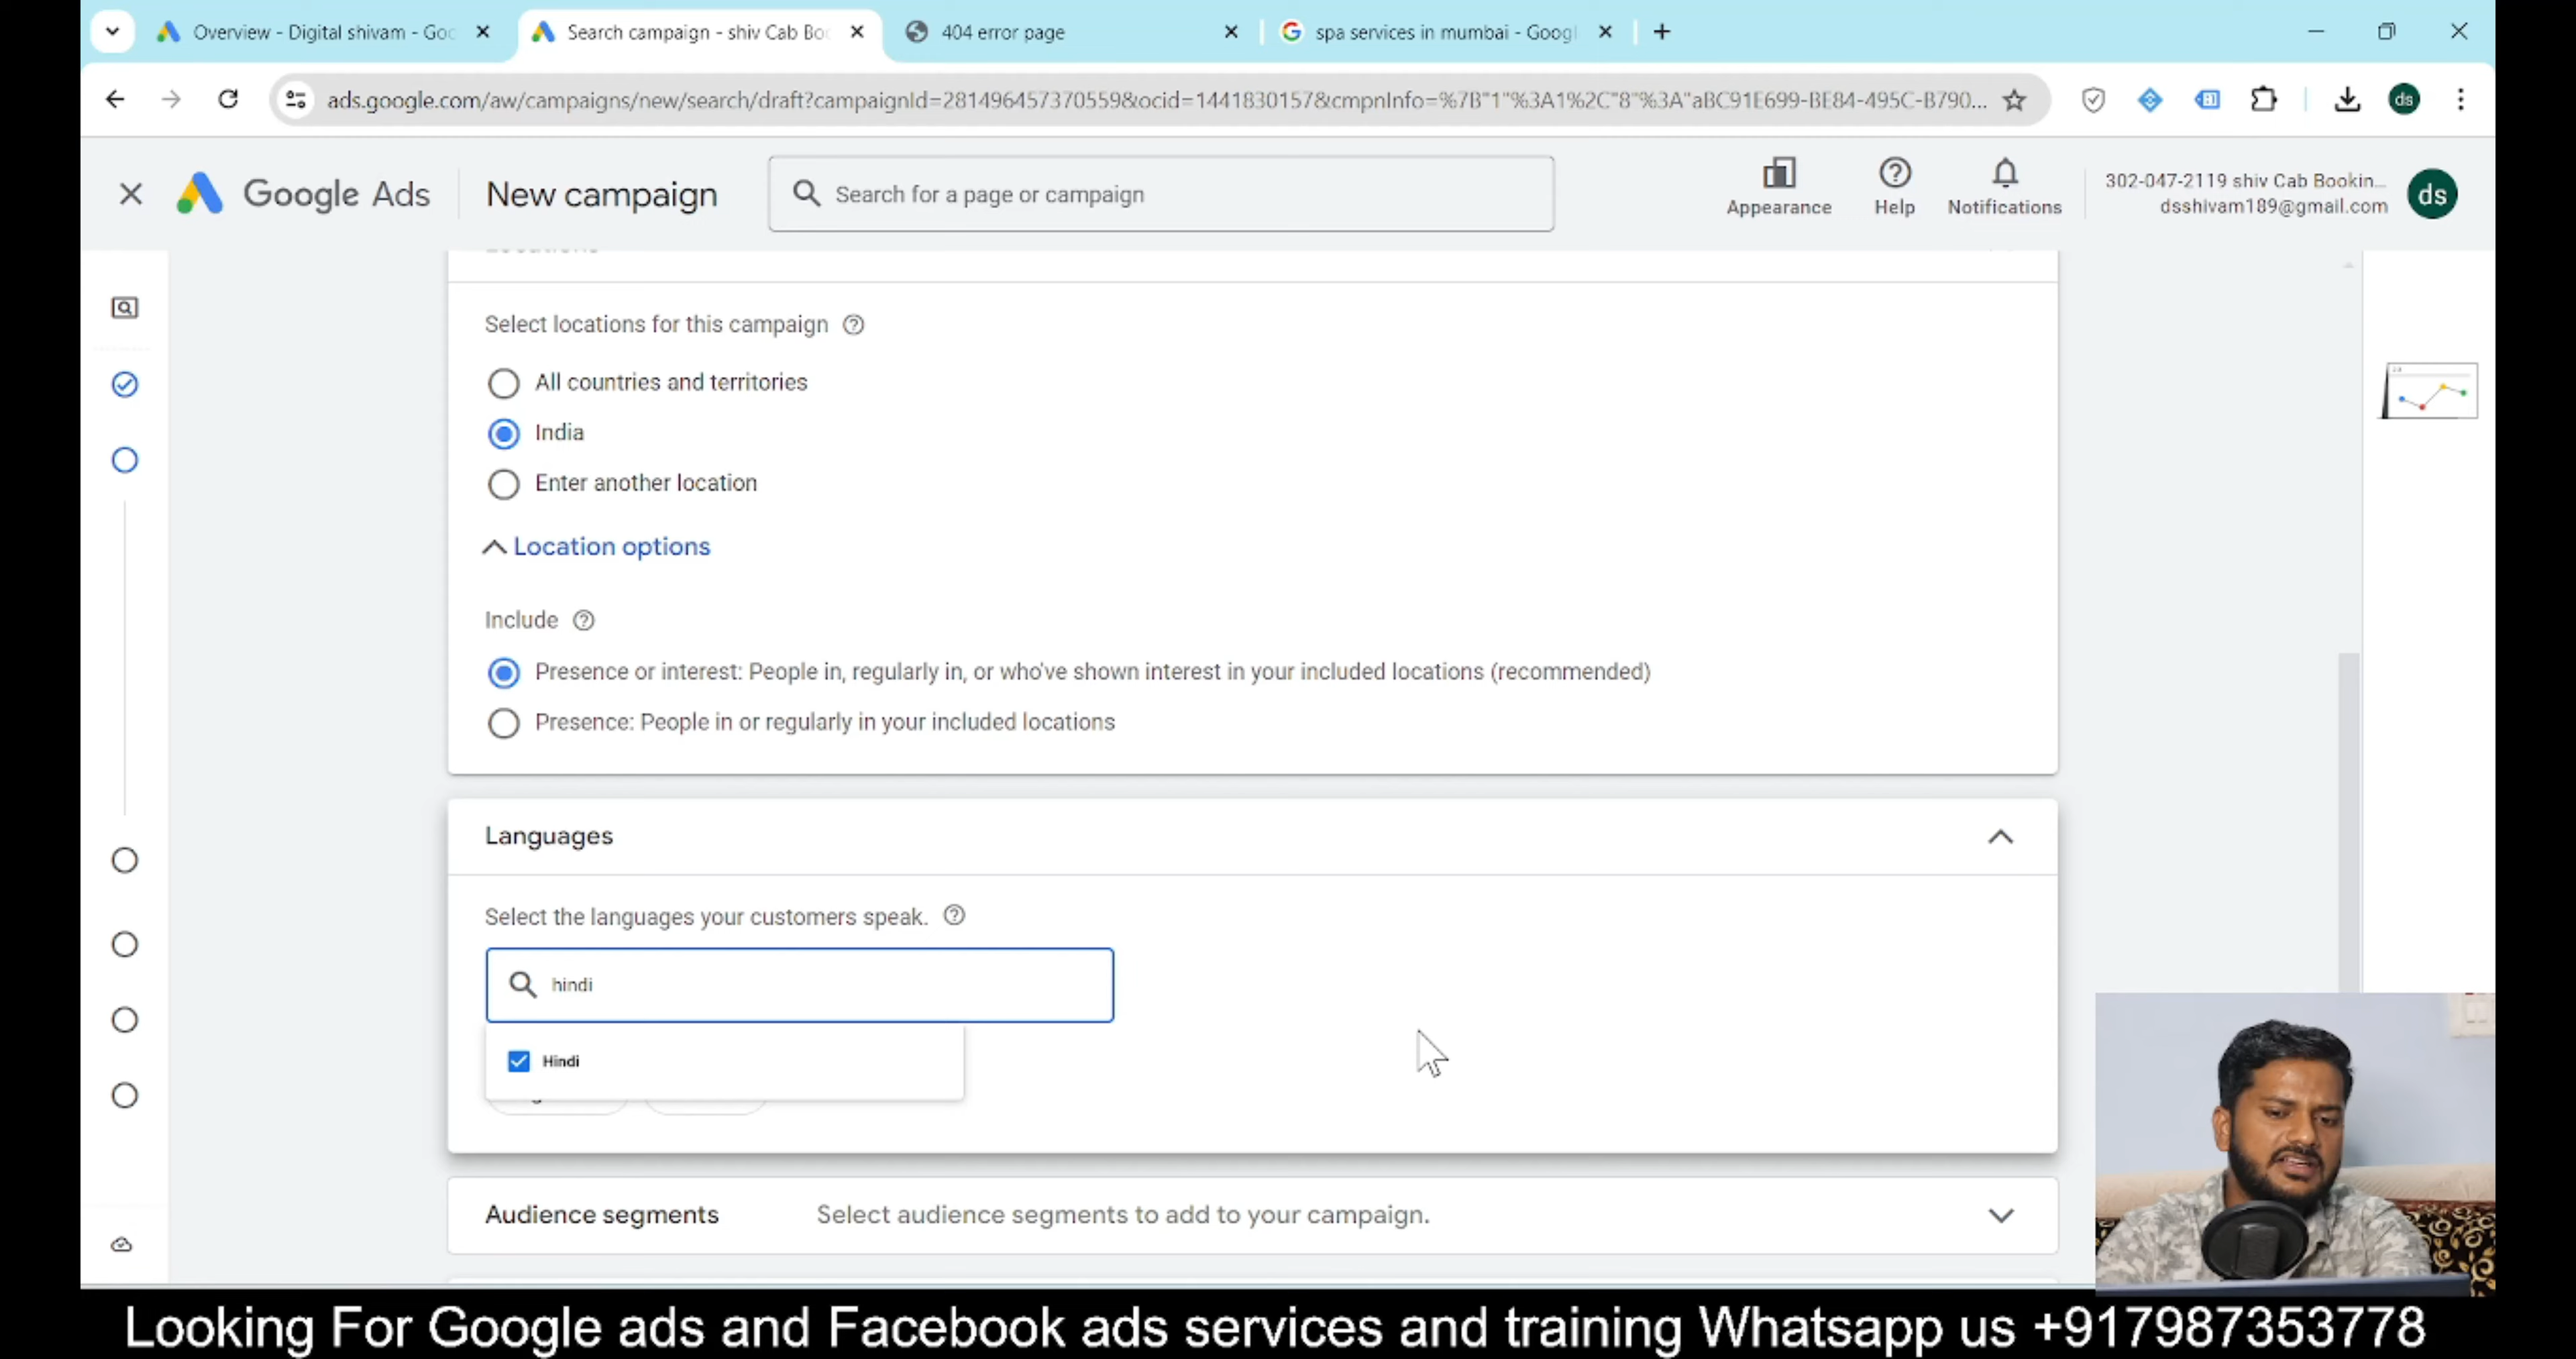 Overview - Digital shivam - Goo
Search campaign - shiv Cab Boo
404 error page
spa services in mumbai - Googl
ads.google.com/aw/campaigns/new/search/draft?campaignId=281496457370559&ocid=1441830157&cmpnInfo=%7B"1"%3A1%2C"8"%3A"aBC91E699-BE84-495C-B790...
ds
Google Ads
New campaign
Search for a page or campaign
Appearance
Help
Notifications
302-047-2119 shiv Cab Bookin...
dsshivam189@gmail.com
ds
Locations
Select locations for this campaign
All countries and territories
India
Enter another location
Location options
Include
Presence or interest: People in, regularly in, or who've shown interest in your included locations (recommended)
Presence: People in or regularly in your included locations
Languages
Select the languages your customers speak.
hindi
Hindi
Audience segments
Select audience segments to add to your campaign.
Looking For Google ads and Facebook ads services and training Whatsapp us +917987353778